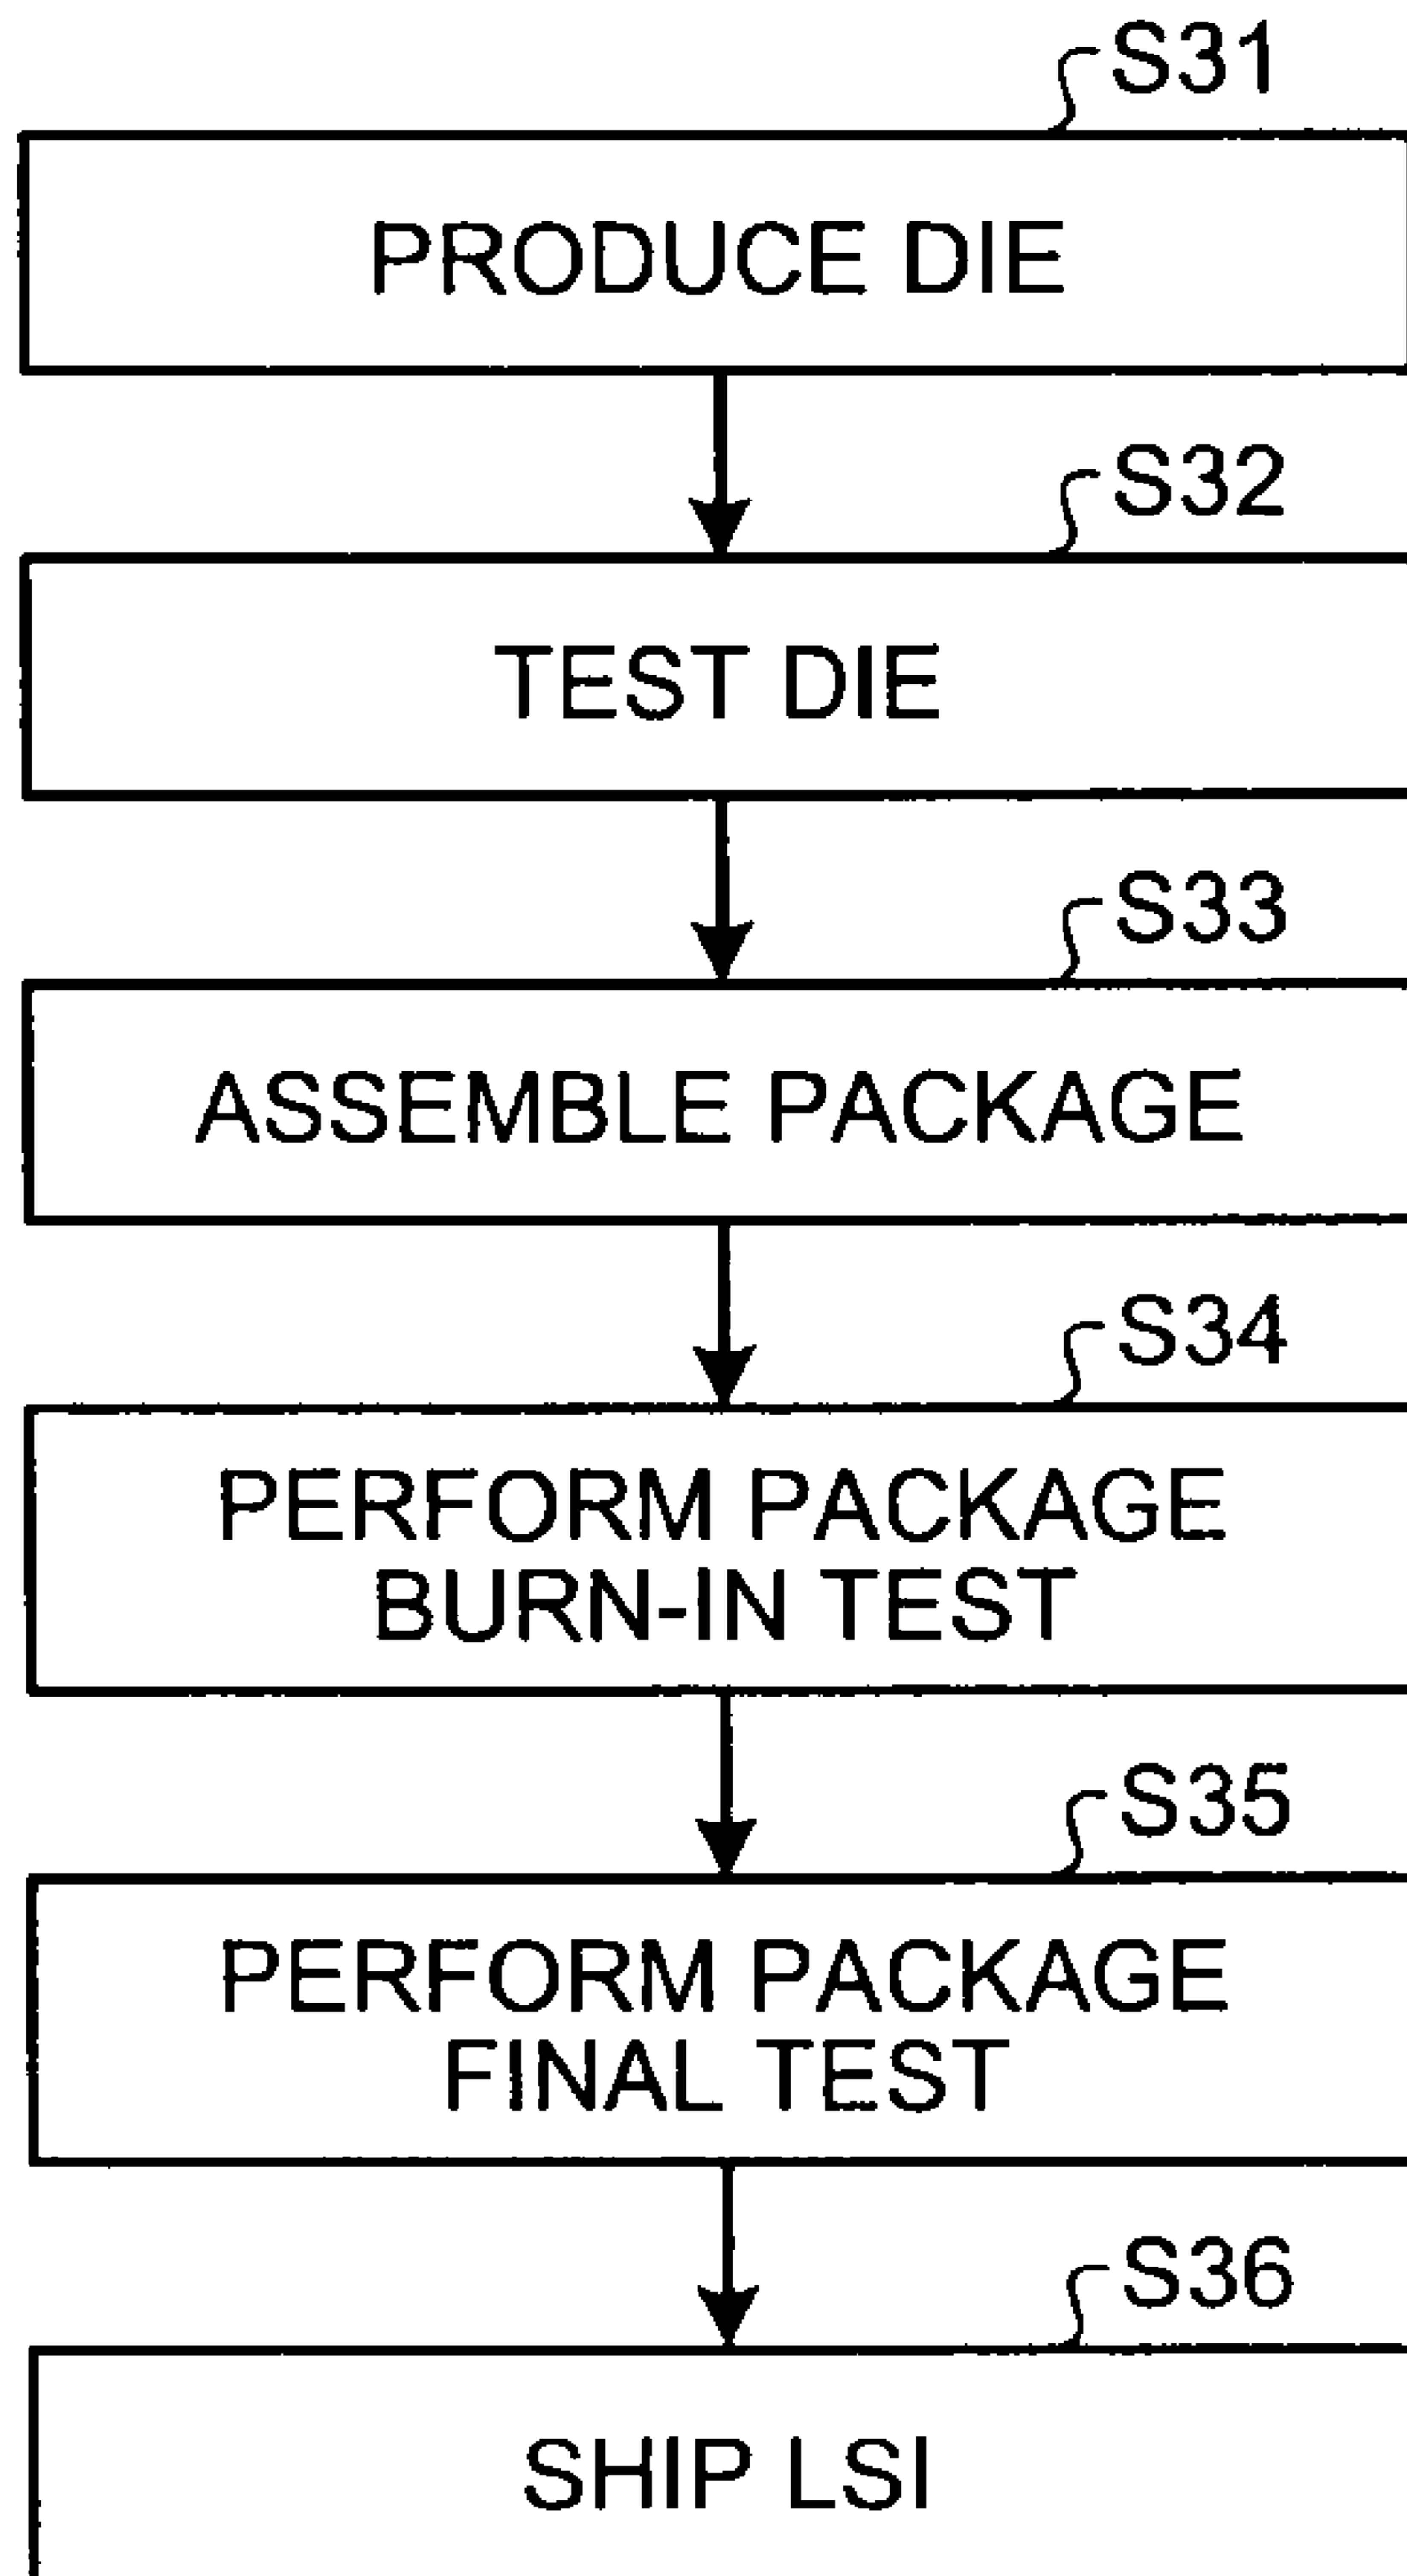 S31
PRODUCE DIE
S32
TEST DIE
S33
ASSEMBLE PACKAGE
S34
PERFORM PACKAGE
BURN-IN TEST
S35
PERFORM PACKAGE
FINAL TEST
S36
SHIP LSI